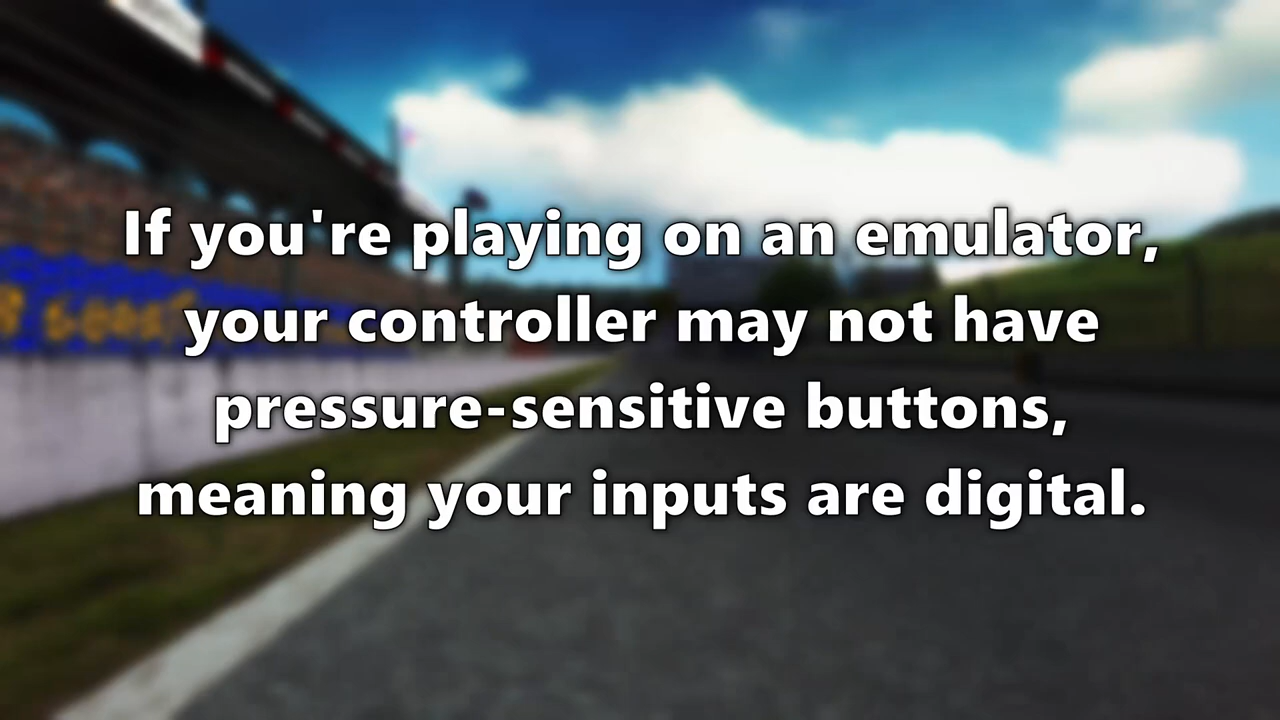 If you're playing on an emulator,
your controller may not have
pressure-sensitive buttons,
meaning your inputs are digital.